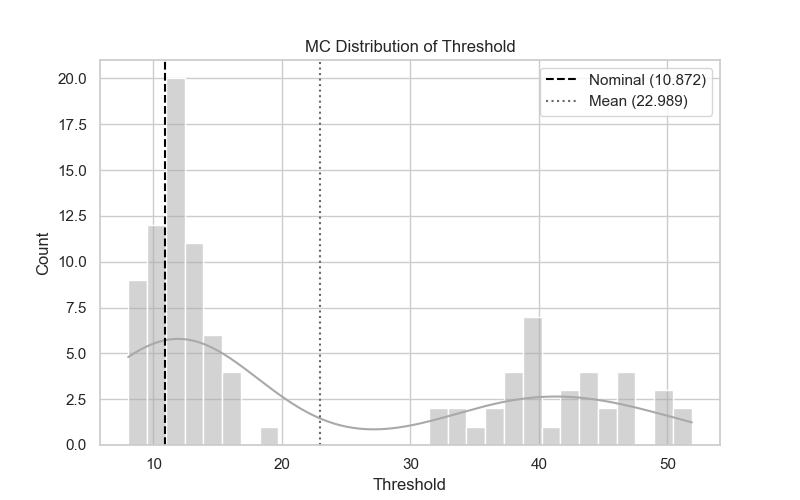 MC Distribution of Threshold
Nominal (10.872)
Mean (22.989)
20.0
17.5
15.0
12.5
10.0
7.5
5.0
2.5
0.0
Count
10 20 30 40 50
Threshold